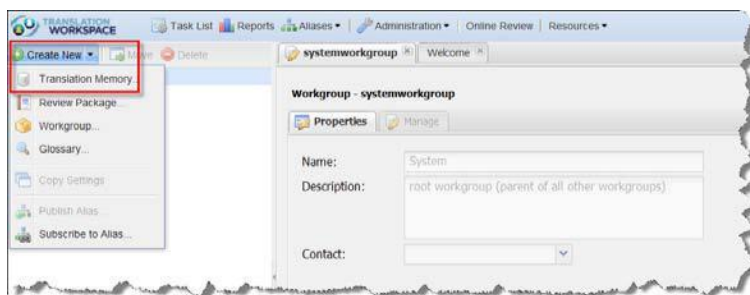 TRANSLATION
WORKSPACE
Task List Reports Aliases Administration Online Review Resources
Create New Move Delete
systemworkgroup Welcome
Translation Memory...
Review Package...
Workgroup...
Glossary...
Copy Settings
Publish Alias...
Subscribe to Alias...
Workgroup - systemworkgroup
Properties Manage
Name: System
Description: root workgroup (parent of all other workgroups)
Contact: